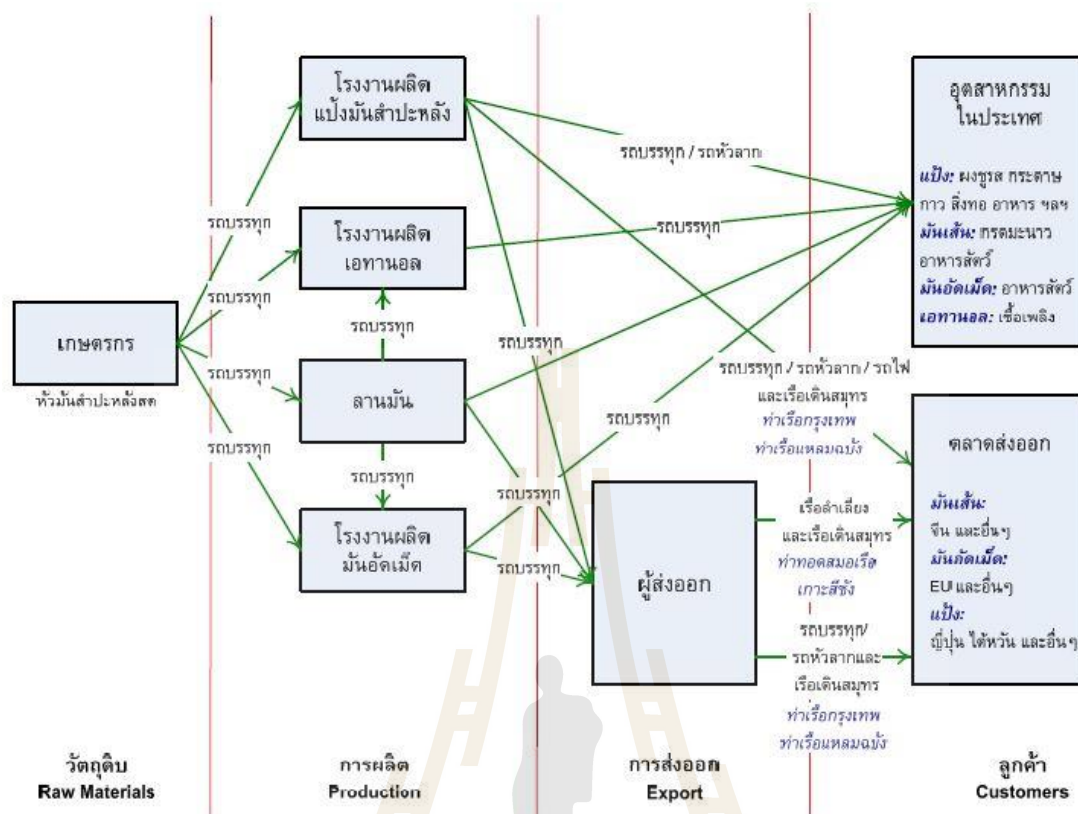 โรงงานผลิต
แป้งมันสำปะหลัง
อุตสาหกรรม
ในประเทศ
แป้ง: ผงชูรส กระดาษ
กาว สิ่งทอ อาหาร ฯลฯ
มันเส้น: กรดมะนาว
อาหารสัตว์
มันอัดเม็ด: อาหารสัตว์
เอทานอล: เชื้อเพลิง
รถบรรทุก / รถหัวลาก
รถบรรทุก
โรงงานผลิต
เอทานอล
รถบรรทุก
รถบรรทุก
เกษตรกร
หัวมันสำปะหลังสด
รถบรรทุก
รถบรรทุก
รถบรรทุก
ลานมัน
รถบรรทุก
รถบรรทุก / รถหัวลาก / รถไฟ
และเรือเดินสมุทร
ท่าเรือกรุงเทพ
ท่าเรือแหลมฉบัง
รถบรรทุก
รถบรรทุก
รถบรรทุก
โรงงานผลิต
มันอัดเม็ด
รถบรรทุก
รถบรรทุก
ผู้ส่งออก
เรือลำเลียง
และเรือเดินสมุทร
ท่าทอดสมอเรือ
เกาะสีชัง
รถบรรทุก/
รถหัวลากและ
เรือเดินสมุทร
ท่าเรือกรุงเทพ
ท่าเรือแหลมฉบัง
ตลาดส่งออก
มันเส้น:
จีน และอื่นๆ
มันอัดเม็ด:
EU และอื่นๆ
แป้ง:
ญี่ปุ่น ไต้หวัน และอื่นๆ
วัตถุดิบ
Raw Materials
การผลิต
Production
การส่งออก
Export
ลูกค้า
Customers